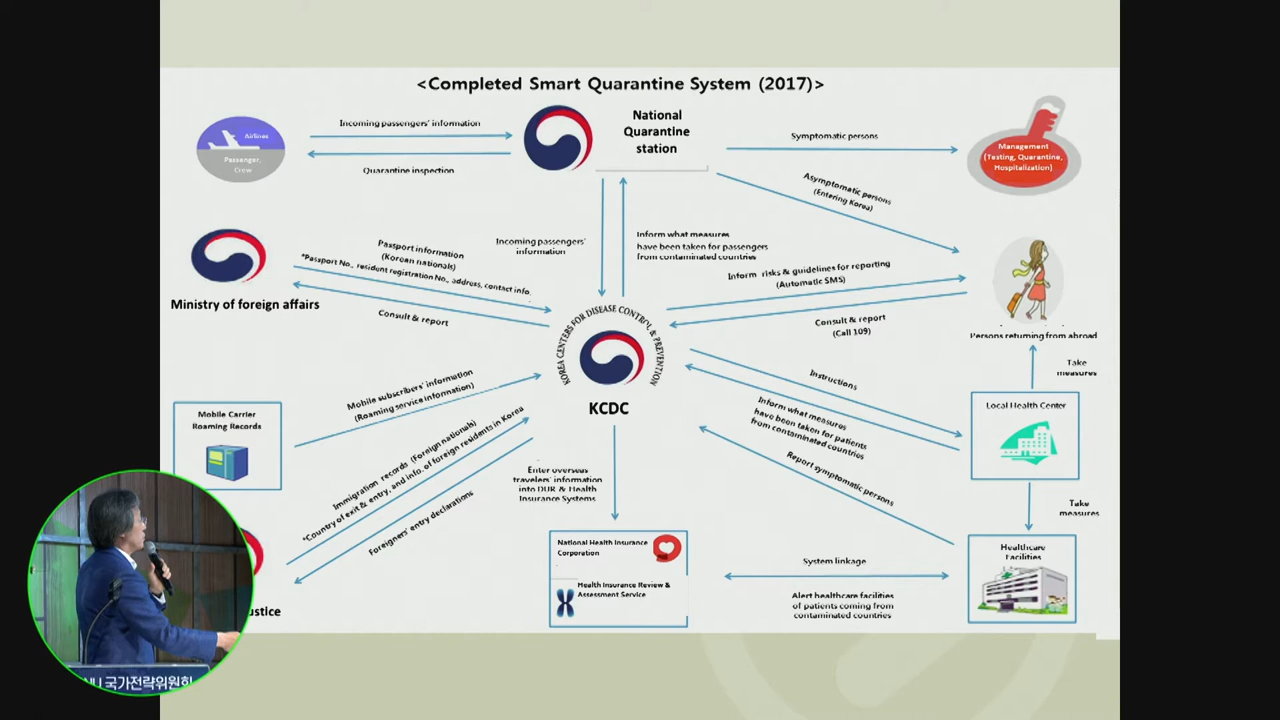 <Completed Smart Quarantine System (2017)>
Airlines
Passenger,
Crew
Incoming passengers' information
Quarantine inspection
National
Quarantine
station
Symptomatic persons
Management
(Testing, Quarantine,
Hospitalization)
Asymptomatic persons
(Entering Korea)
Ministry of foreign affairs
Passport information
(Korean nationals)
*Passport No., resident registration No., address, contact info.
Consult & report
Incoming passengers'
information
Inform what measures
have been taken for passengers
from contaminated countries
Inform risks & guidelines for reporting
(Automatic SMS)
Consult & report
(Call 109)
Persons returning from abroad
KOREA CENTERS FOR DISEASE CONTROL & PREVENTION
KCDC
Mobile Carrier
Roaming Records
Mobile subscribers' information
(Roaming service information)
Immigration records (Foreign nationals)
*Country of exit & entry, and info. of foreign residents in Korea
Foreigners' entry declarations
Instructions
Inform what measures
have been taken for patients
from contaminated countries
Report symptomatic persons
Take
measures
Local Health Center
Take
measures
Healthcare
Facilities
Enter overseas
travelers' information
into DUR & Health
Insurance Systems
National Health Insurance
Corporation
Health Insurance Review &
Assessment Service
System linkage
Alert healthcare facilities
of patients coming from
contaminated countries
국가전략위원회